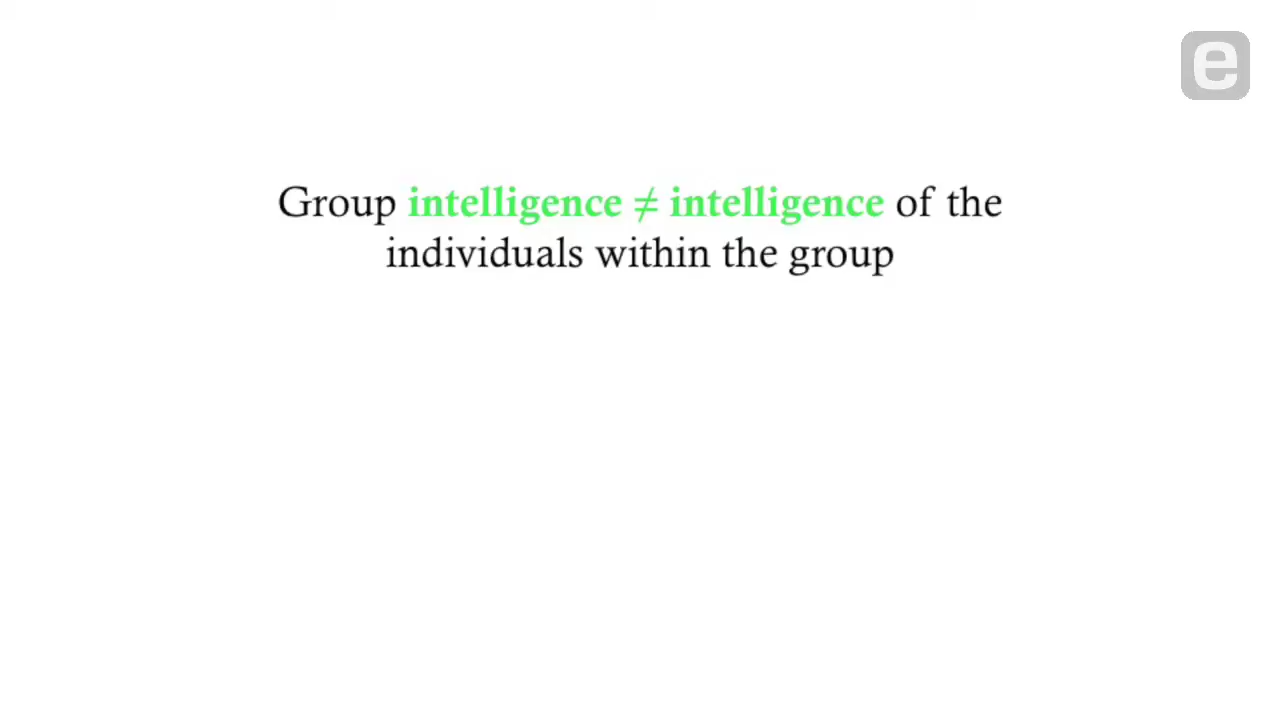 e
Group intelligence ≠ intelligence of the
individuals within the group